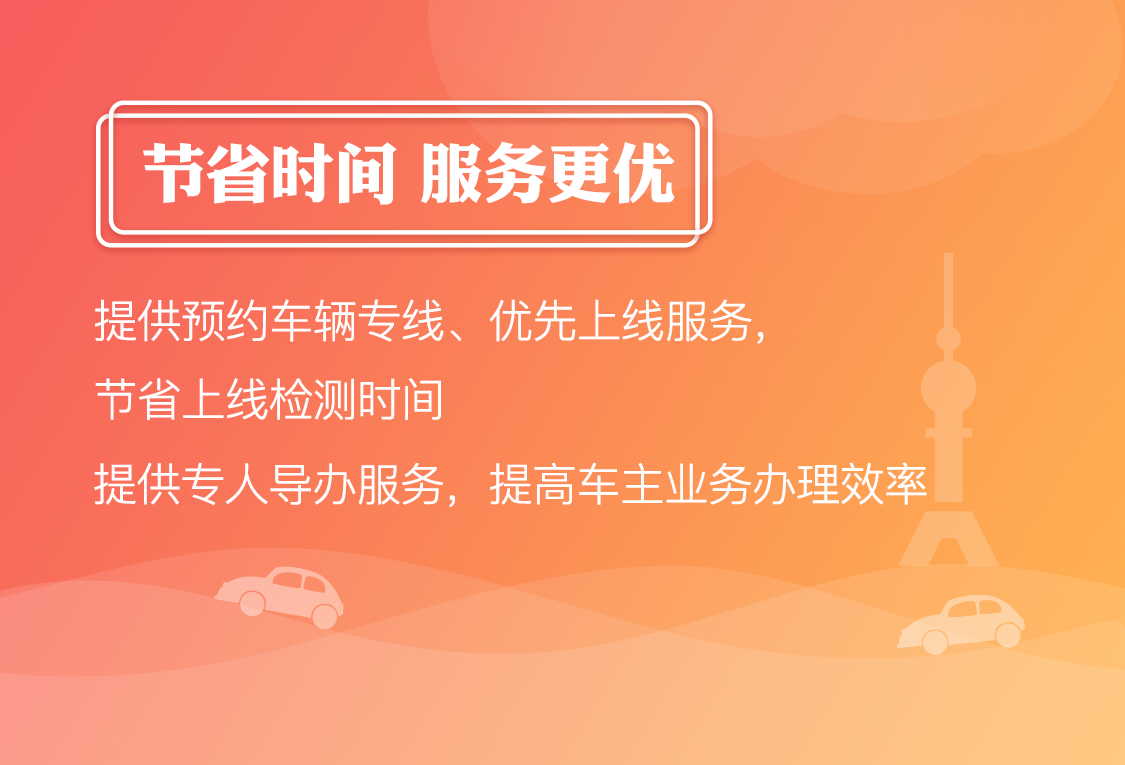 节省时间 服务更优
提供预约车辆专线、优先上线服务，
节省上线检测时间
提供专人导办服务，提高车主业务办理效率